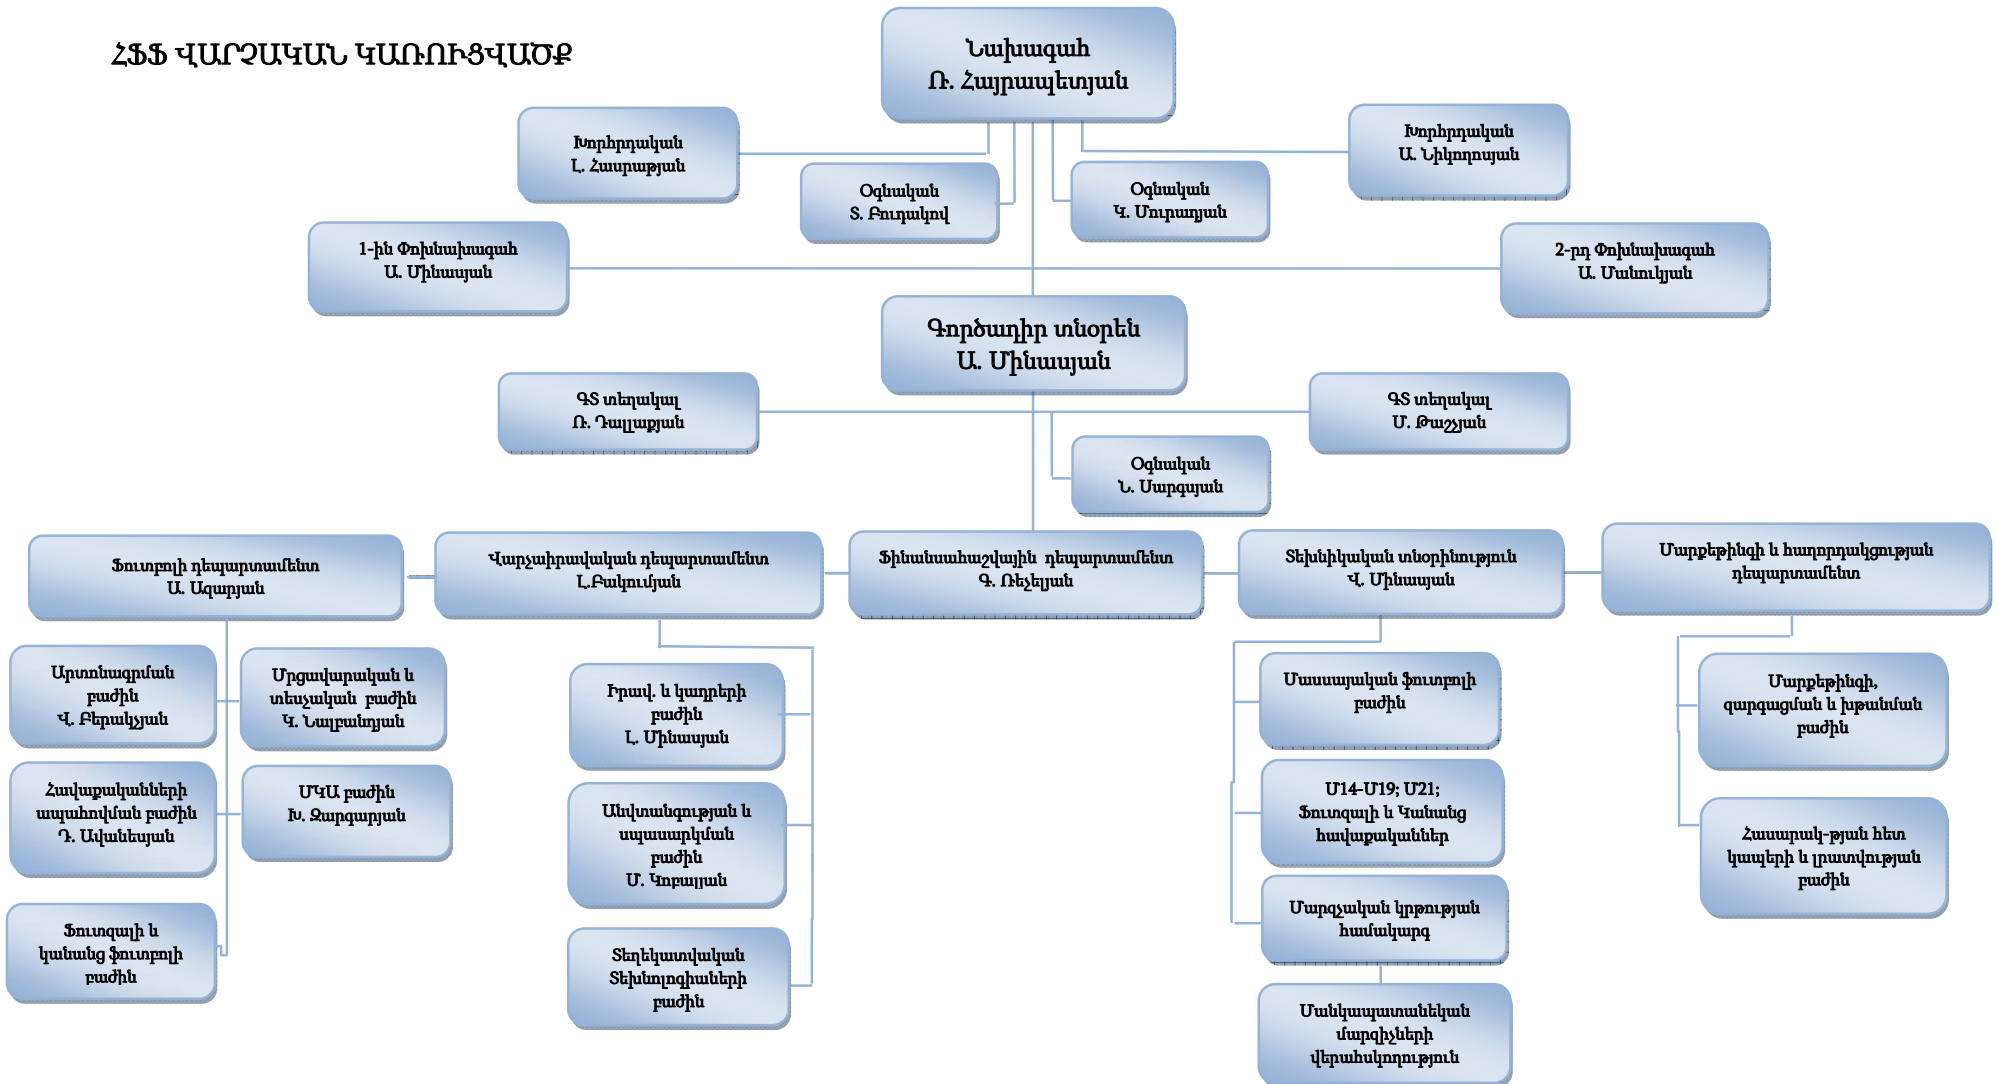 ՀՖՖ ՎԱՐՉԱԿԱՆ ԿԱՌՈՒՑՎԱԾՔ
Նախագահ
Ռ. Հայրապետյան
Խորհրդական
Լ. Հասրաթյան
Խորհրդական
Ա. Նիկողոսյան
Օգնական
Տ. Բուդակով
Օգնական
Կ. Մուրադյան
1-ին Փոխնախագահ
Ա. Մինասյան
2-րդ Փոխնախագահ
Ա. Մանուկյան
Գործադիր տնօրեն
Ա. Մինասյան
ԳՏ տեղակալ
Ռ. Դալլաքյան
ԳՏ տեղակալ
Մ. Թաշչյան
Օգնական
Ն. Սարգսյան
Ֆուտբոլի դեպարտամենտ
Ա. Ազարյան
Վարչաիրավական դեպարտամենտ
Լ.Բակումյան
Ֆինանսահաշվային դեպարտամենտ
Գ. Ռեչելյան
Տեխնիկական տնօրինություն
Վ. Մինասյան
Մարքեթինգի և հաղորդակցության
դեպարտամենտ
Արտոնագրման
բաժին
Վ. Բերակչյան
Մրցավարական և
տեսչական բաժին
Կ. Նալբանդյան
Հավաքականների
ապահովման բաժին
Դ. Ավանեսյան
ՄԿԱ բաժին
Խ. Զարգարյան
Ֆուտզալի և
կանանց ֆուտբոլի
բաժին
Իրավ. և կադրերի
բաժին
Լ. Մինասյան
Անվտանգության և
սպասարկման
բաժին
Մ. Կոբալյան
Տեղեկատվական
Տեխնոլոգիաների
բաժին
Մասսայական ֆուտբոլի
բաժին
Մ14-Մ19; Մ21;
Ֆուտզալի և Կանանց
հավաքականներ
Մարզչական կրթության
համակարգ
Մանկապատանեկան
մարզիչների
վերահսկողություն
Մարքեթինգի,
զարգացման և խթանման
բաժին
Հասարակ-թյան հետ
կապերի և լրատվության
բաժին